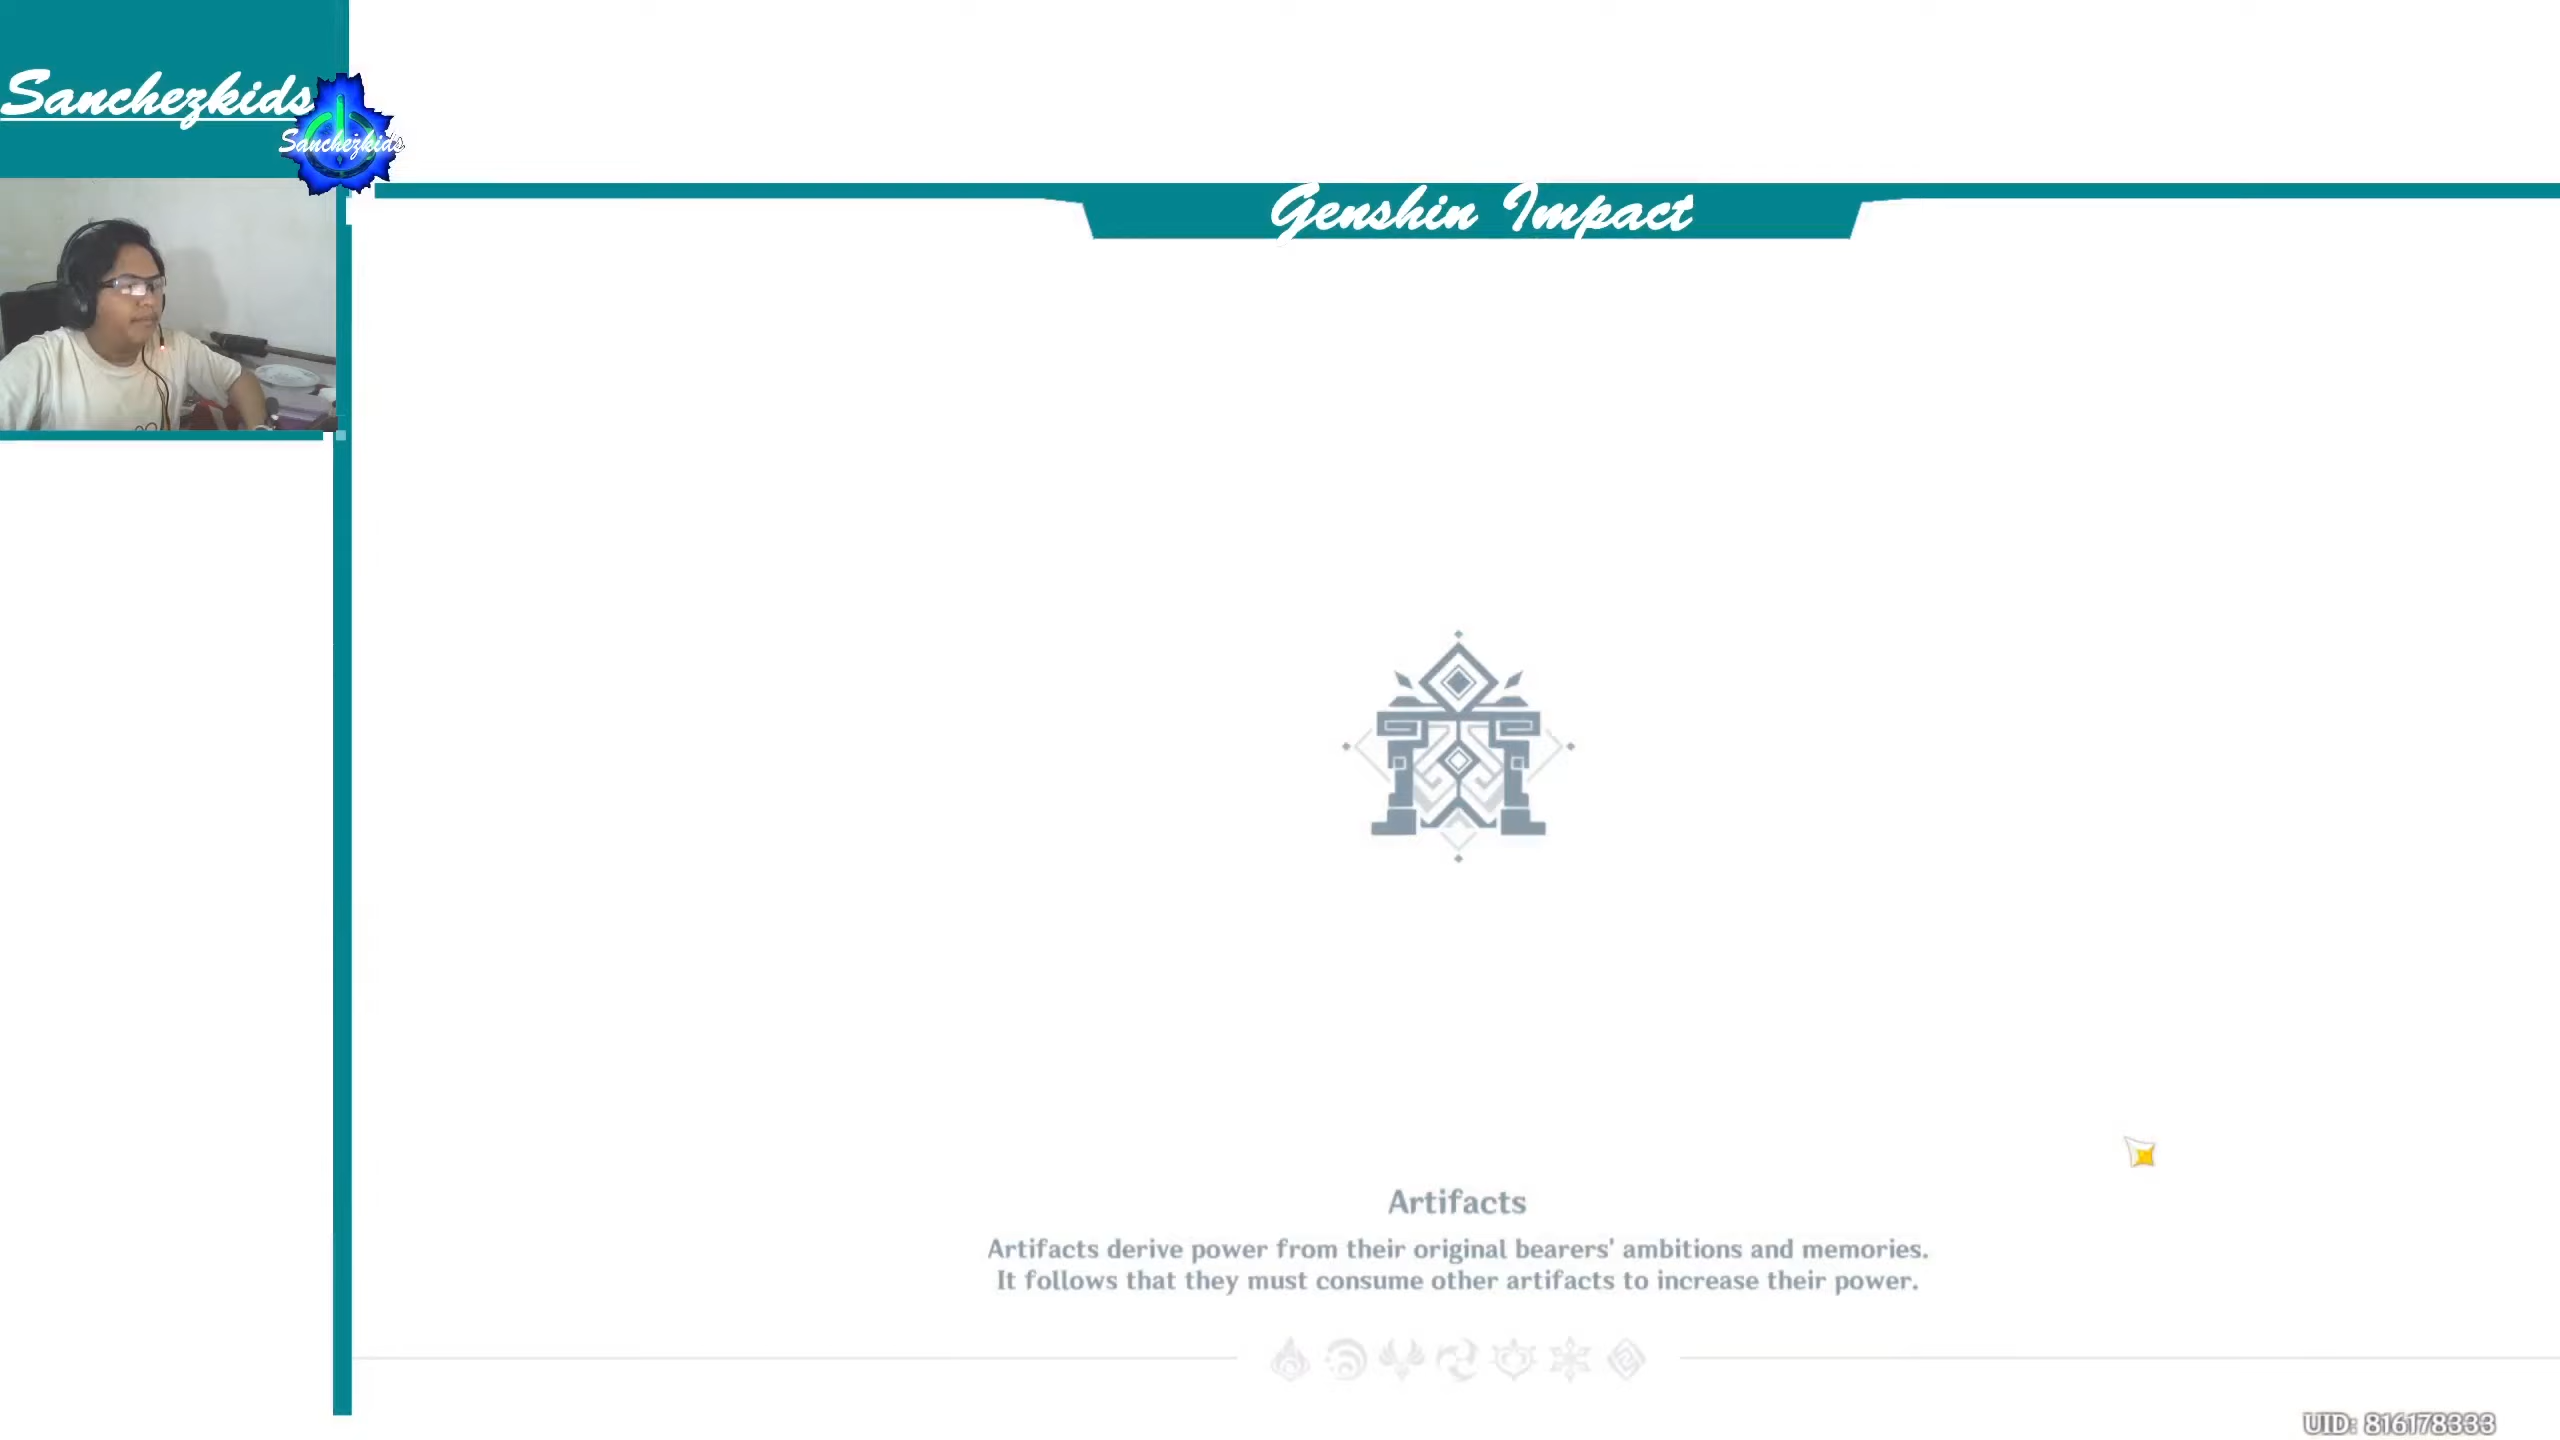 Sanchezkids
Sanchezkids
Genshin Impact
Artifacts
Artifacts derive power from their original bearers' ambitions and memories.
It follows that they must consume other artifacts to increase their power.
UID: 816178333